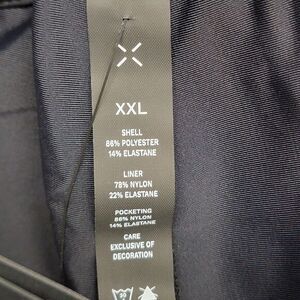 XXL
SHELL
86% POLYESTER
14% ELASTANE
LINER
78% NYLON
22% ELASTANE
POCKETING
86% NYLON
14% ELASTANE
CARE
EXCLUSIVE OF
DECORATION
30